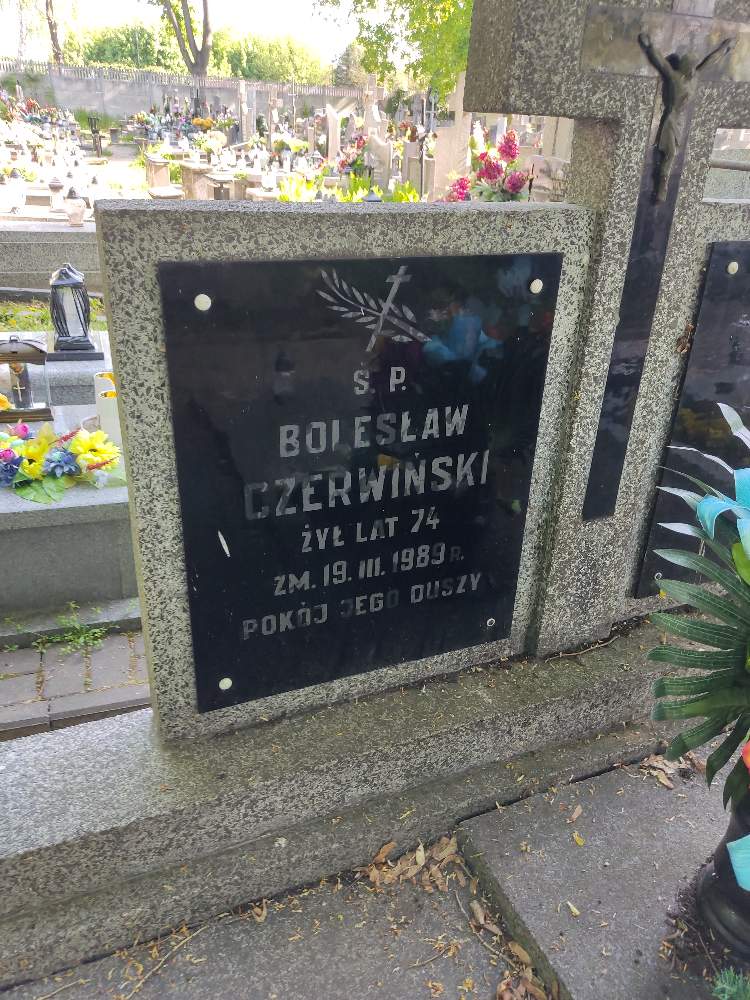 Ś. P.
BOLESŁAW
CZERWIŃSKI
ŻYŁ LAT 74
ZM. 19. III. 1989 R.
POKÓJ JEGO DUSZY